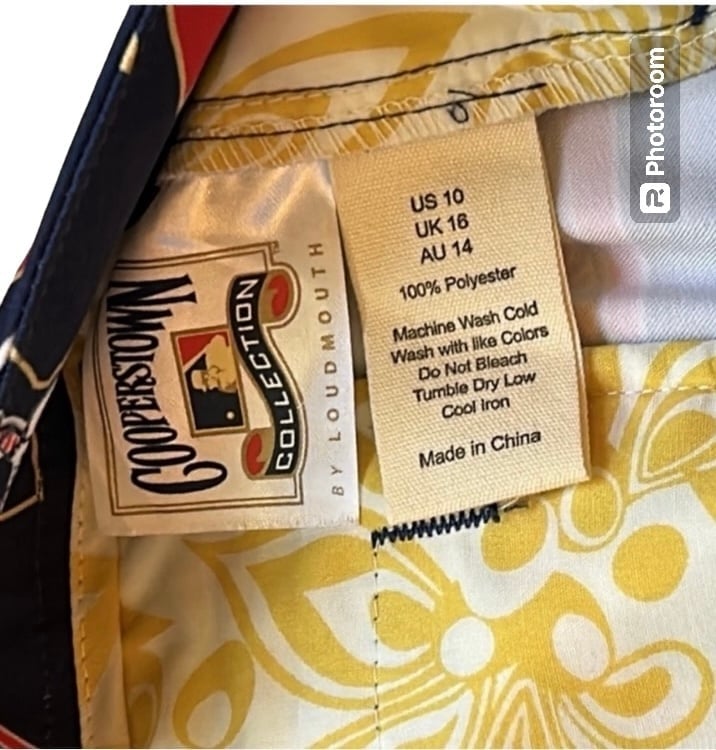 COOPERSTOWN
COLLECTION
BY LOUDMOUTH
US 10
UK 16
AU 14
100% Polyester
Machine Wash Cold
Wash with like Colors
Do Not Bleach
Tumble Dry Low
Cool Iron
Made in China
Photoroom